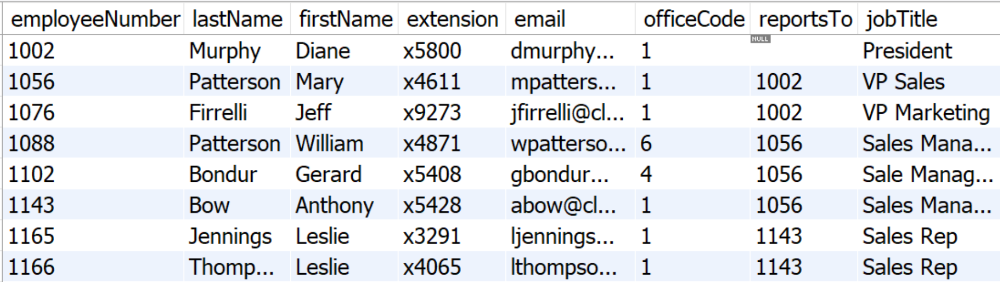 employeeNumber lastName firstName extension email officeCode reportsTo jobTitle
1002 Murphy Diane x5800 dmurphy... 1 NULL President
1056 Patterson Mary x4611 mpatters... 1 1002 VP Sales
1076 Firrelli Jeff x9273 jfirrelli@cl... 1 1002 VP Marketing
1088 Patterson William x4871 wpatterso... 6 1056 Sales Mana...
1102 Bondur Gerard x5408 gbondur... 4 1056 Sale Manag...
1143 Bow Anthony x5428 abow@cl... 1 1056 Sales Mana...
1165 Jennings Leslie x3291 ljennings... 1 1143 Sales Rep
1166 Thomp... Leslie x4065 lthompso... 1 1143 Sales Rep